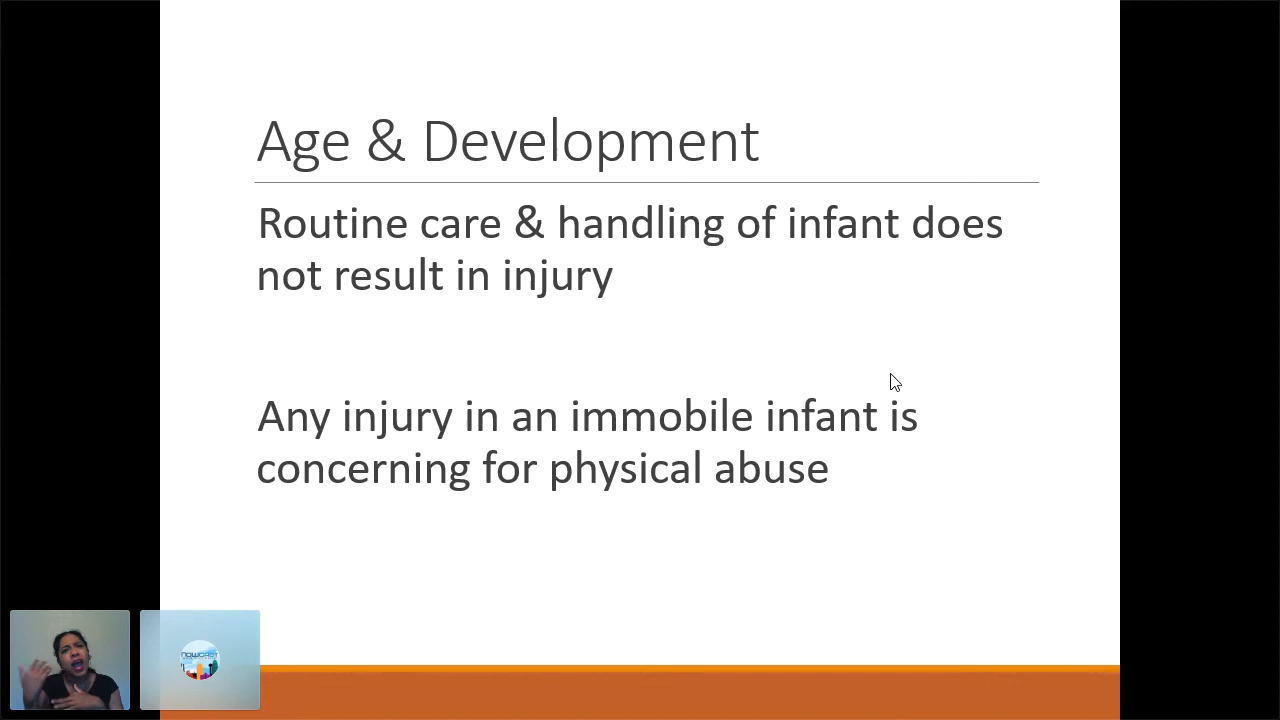 Age & Development
Routine care & handling of infant does
not result in injury
Any injury in an immobile infant is
concerning for physical abuse
NOWCAST